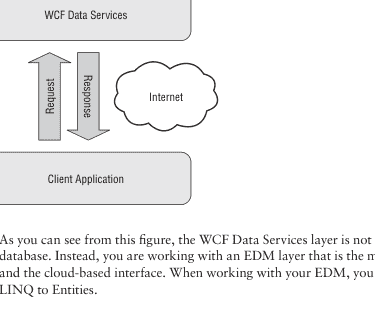 WCF Data Services
Request
Response
Internet
Client Application
As you can see from this figure, the WCF Data Services layer is not
database. Instead, you are working with an EDM layer that is the m
and the cloud-based interface. When working with your EDM, you
LINQ to Entities.